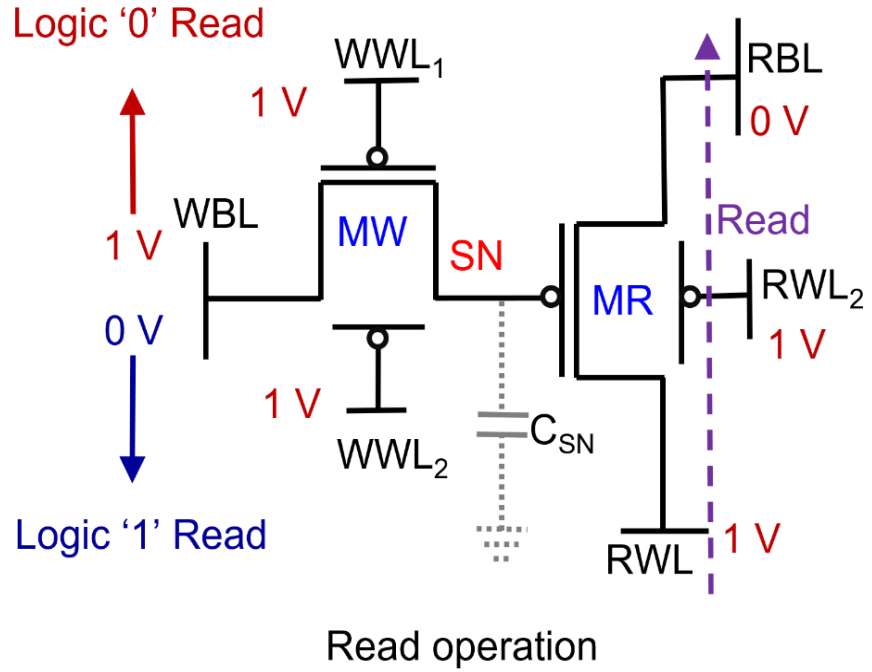 Logic ‘0’ Read
WWL₁
1 V
RBL
0 V
WBL
1 V
MW
SN
Read
0 V
MR
RWL₂
1 V
1 V
WWL₂
C_SN
Logic ‘1’ Read
RWL
1 V
Read operation